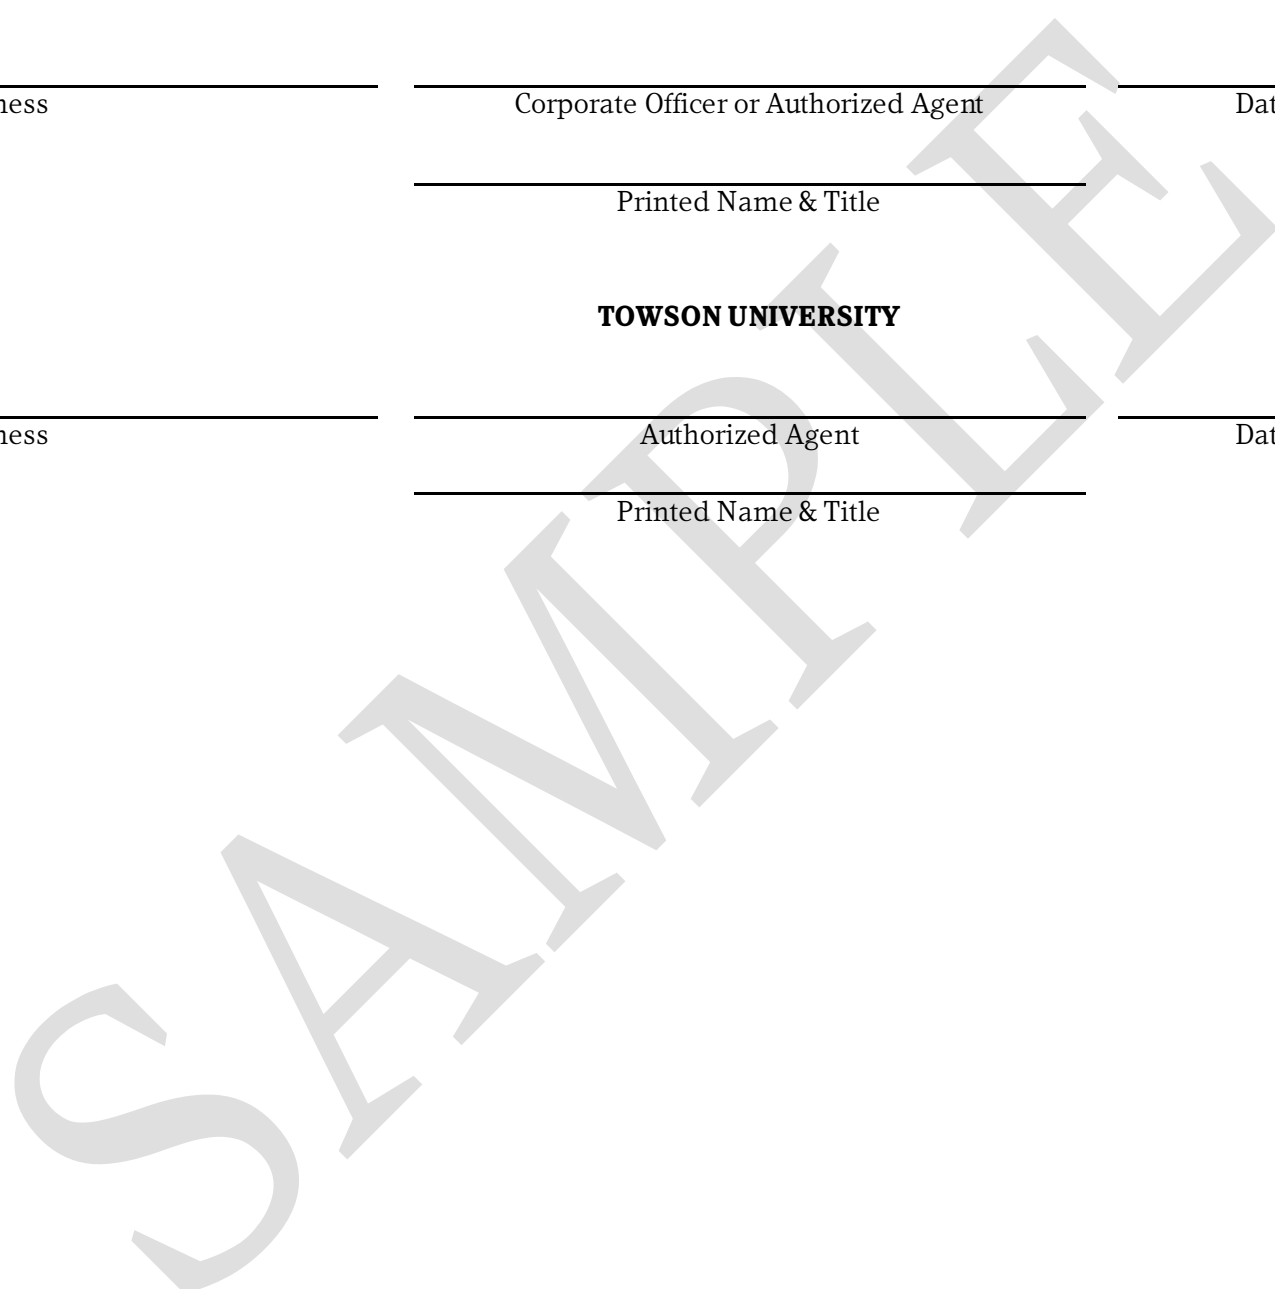 ness Corporate Officer or Authorized Agent Dat
Printed Name & Title
TOWSON UNIVERSITY
ness Authorized Agent Dat
Printed Name & Title
SAMPLE